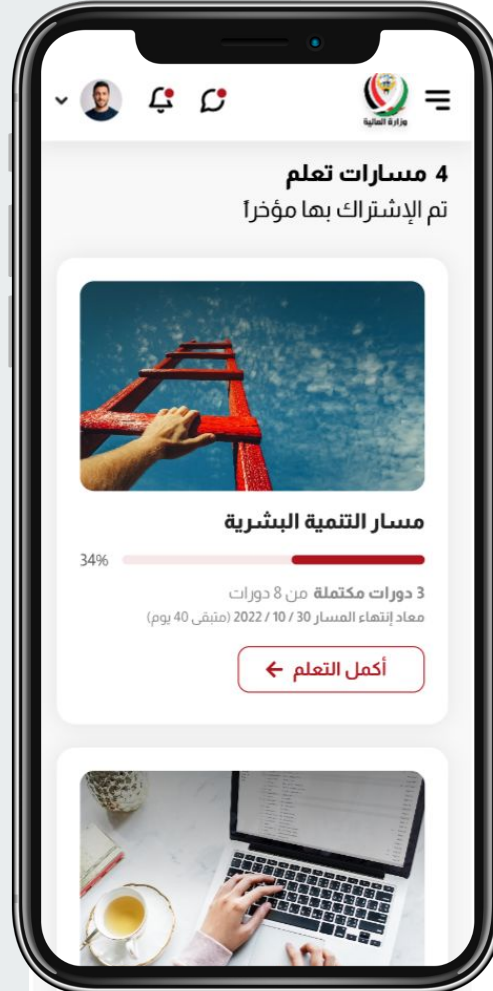 وزارة المالية
4 مسارات تعلم
تم الإشتراك بها مؤخراً
مسار التنمية البشرية
34%
3 دورات مكتملة من 8 دورات
معاد إنتهاء المسار 30 / 10 / 2022 (متبقى 40 يوم)
أكمل التعلم ←